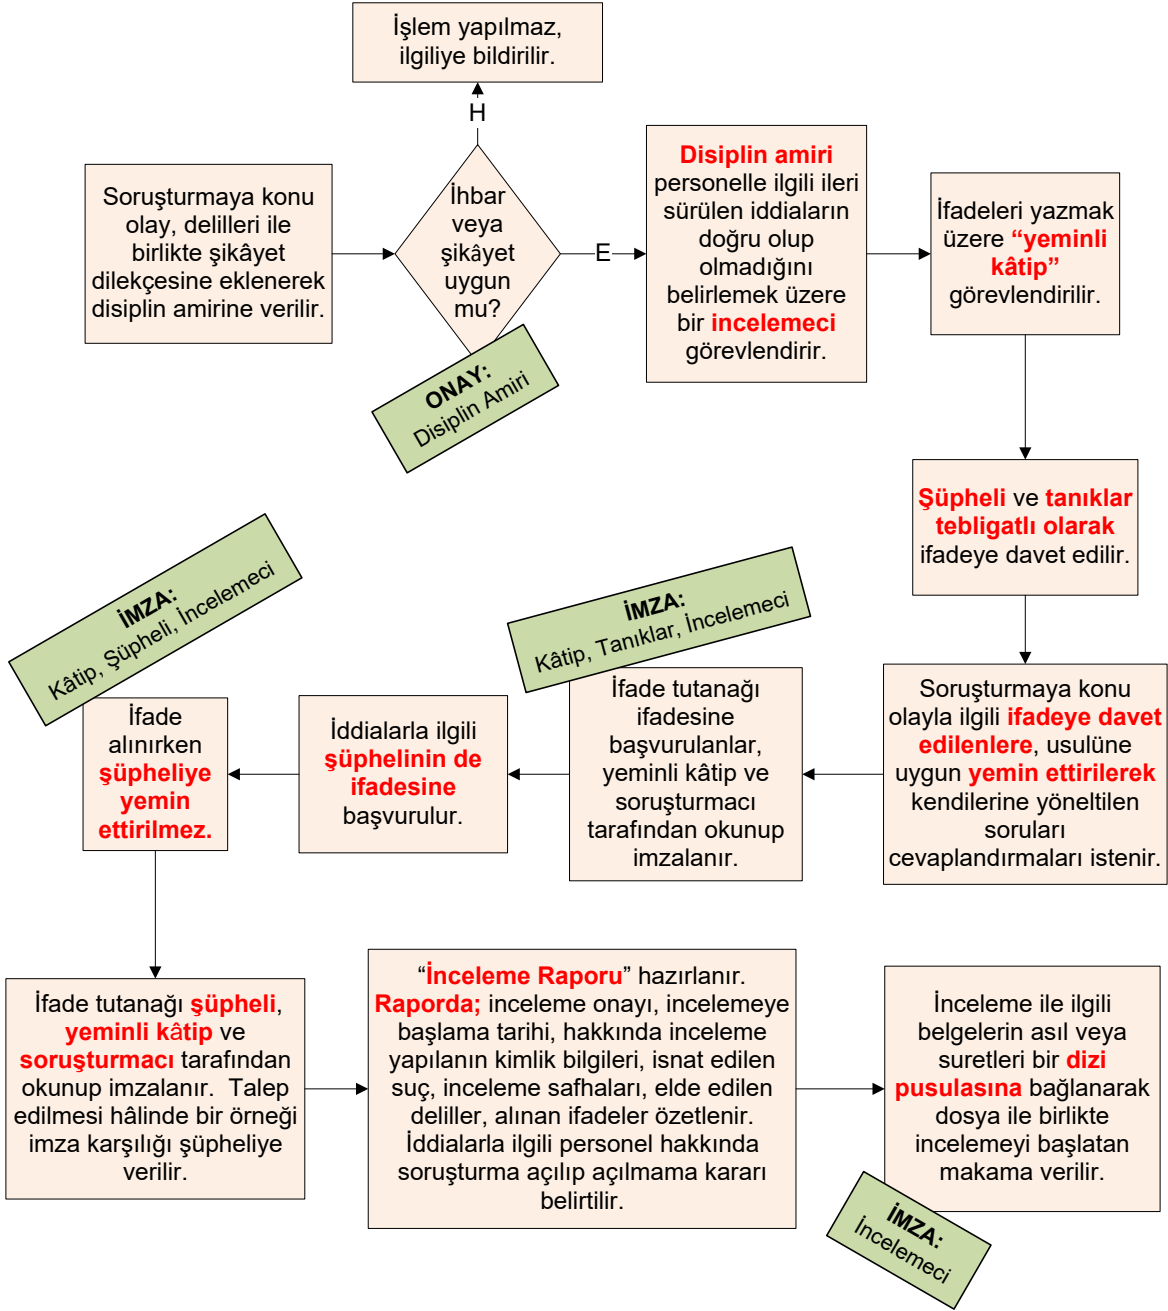 İşlem yapılmaz,
ilgiliye bildirilir.
H
Soruşturmaya konu
olay, delilleri ile
birlikte şikâyet
dilekçesine eklenerek
disiplin amirine verilir.
İhbar
veya
şikâyet
uygun
mu?
ONAY:
Disiplin Amiri
E
Disiplin amiri
personelle ilgili ileri
sürülen iddiaların
doğru olup
olmadığını
belirlemek üzere
bir incelemeci
görevlendirir.
İfadeleri yazmak
üzere “yeminli
kâtip”
görevlendirilir.
Şüpheli ve tanıklar
tebligatlı olarak
ifadeye davet edilir.
Soruşturmaya konu
olayla ilgili ifadeye davet
edilenlere, usulüne
uygun yemin ettirilerek
kendilerine yöneltilen
soruları
cevaplandırmaları istenir.
İMZA:
Kâtip, Tanıklar, İncelemeci
İfade tutanağı
ifadesine
başvurulanlar,
yeminli kâtip ve
soruşturmacı
tarafından okunup
imzalanır.
İddialarla ilgili
şüphelinin de
ifadesine
başvurulur.
İMZA:
Kâtip, Şüpheli, İncelemeci
İfade
alınırken
şüpheliye
yemin
ettirilmez.
İfade tutanağı şüpheli,
yeminli kâtip ve
soruşturmacı tarafından
okunup imzalanır. Talep
edilmesi hâlinde bir örneği
imza karşılığı şüpheliye
verilir.
“İnceleme Raporu” hazırlanır.
Raporda; inceleme onayı, incelemeye
başlama tarihi, hakkında inceleme
yapılanın kimlik bilgileri, isnat edilen
suç, inceleme safhaları, elde edilen
deliller, alınan ifadeler özetlenir.
İddialarla ilgili personel hakkında
soruşturma açılıp açılmama kararı
belirtilir.
İnceleme ile ilgili
belgelerin asıl veya
suretleri bir dizi
pusulasına bağlanarak
dosya ile birlikte
incelemeyi başlatan
makama verilir.
İMZA:
İncelemeci